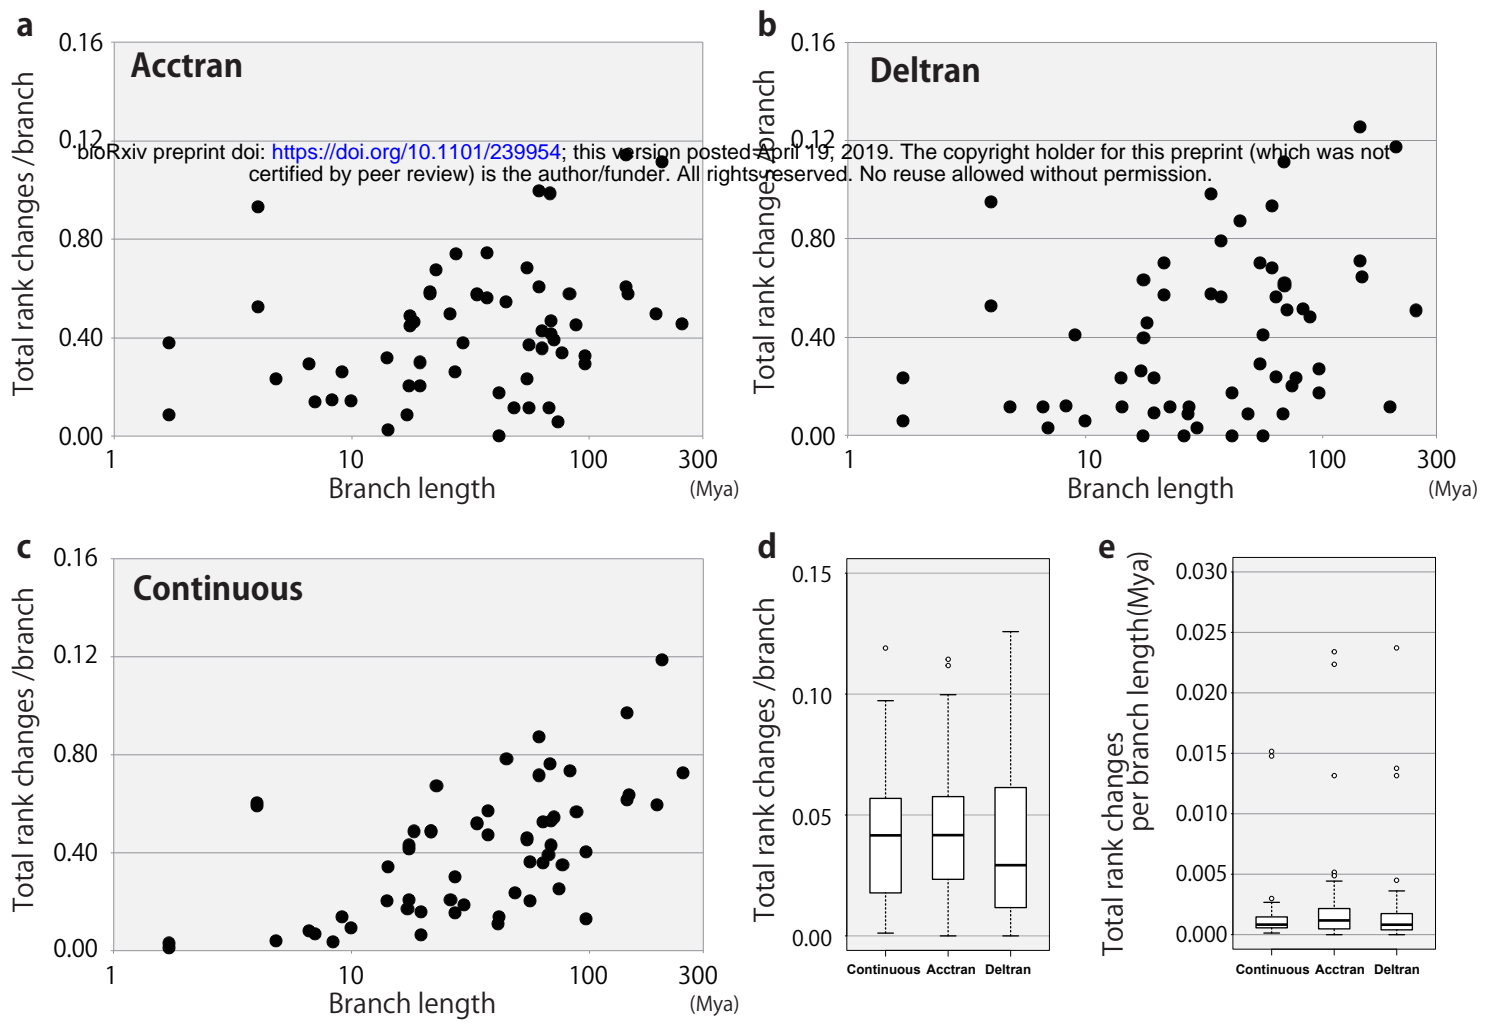 a
0.16
Acctran
0.12
0.80
0.40
0.00
Total rank changes /branch
1
10
100
300
Branch length
(Mya)
b
0.16
Deltran
0.12
0.80
0.40
0.00
Total rank changes /branch
1
10
100
300
Branch length
(Mya)
bioRxiv preprint doi: https://doi.org/10.1101/239954; this version posted April 19, 2019. The copyright holder for this preprint (which was not
certified by peer review) is the author/funder. All rights reserved. No reuse allowed without permission.
c
0.16
Continuous
0.12
0.80
0.40
0.00
Total rank changes /branch
1
10
100
300
Branch length
(Mya)
d
0.15
0.10
0.05
0.00
Total rank changes /branch
Continuous
Acctran
Deltran
e
0.030
0.025
0.020
0.015
0.010
0.005
0.000
Total rank changes
per branch length(Mya)
Continuous
Acctran
Deltran